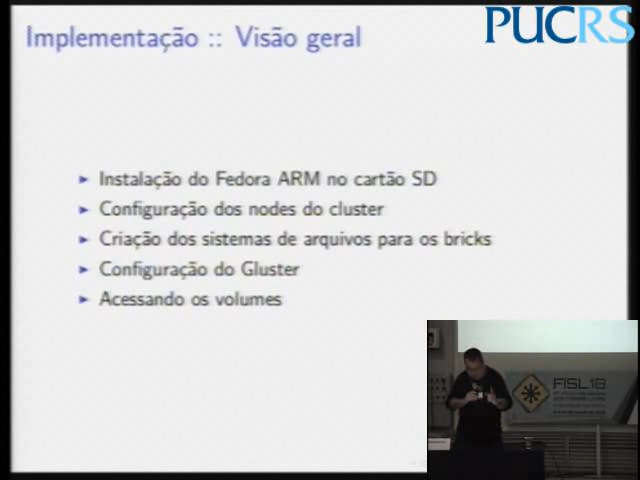 Implementação :: Visão geral
PUCRS
Instalação do Fedora ARM no cartão SD
Configuração dos nodes do cluster
Criação dos sistemas de arquivos para os bricks
Configuração do Gluster
Acessando os volumes
FISL18